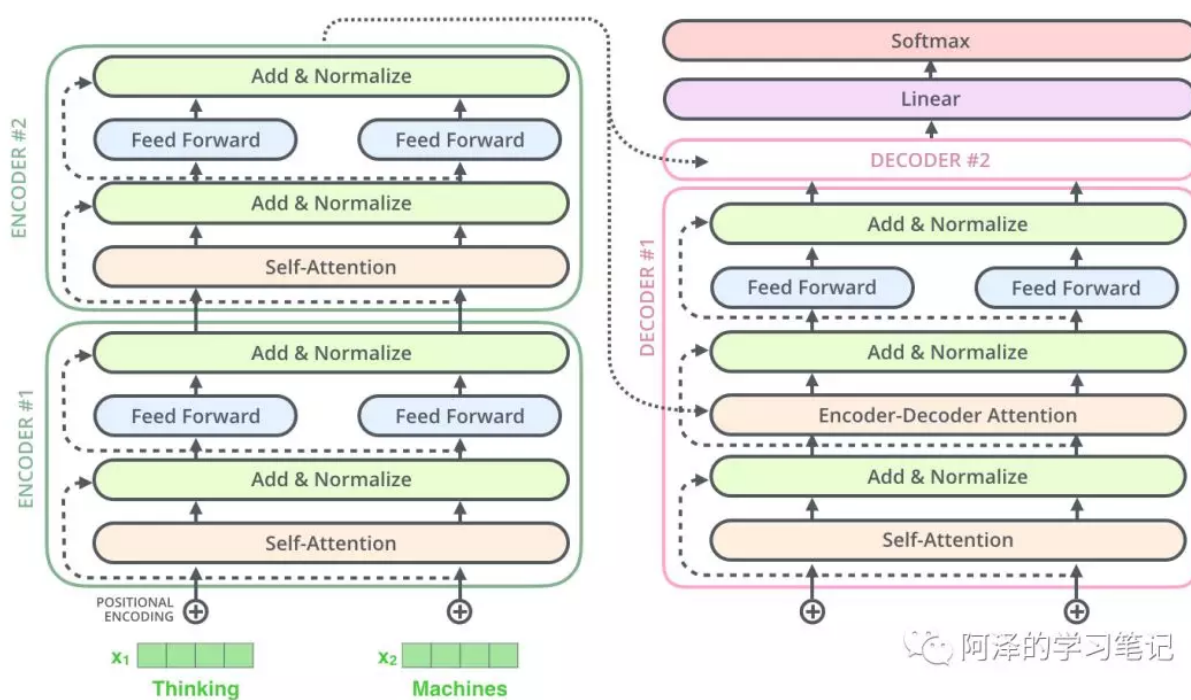 ENCODER #2
Add & Normalize
Feed Forward Feed Forward
Add & Normalize
Self-Attention
ENCODER #1
Add & Normalize
Feed Forward Feed Forward
Add & Normalize
Self-Attention
POSITIONAL
ENCODING
x₁ x₂
Thinking Machines
Softmax
Linear
DECODER #2
DECODER #1
Add & Normalize
Feed Forward Feed Forward
Add & Normalize
Encoder-Decoder Attention
Add & Normalize
Self-Attention
阿泽的学习笔记